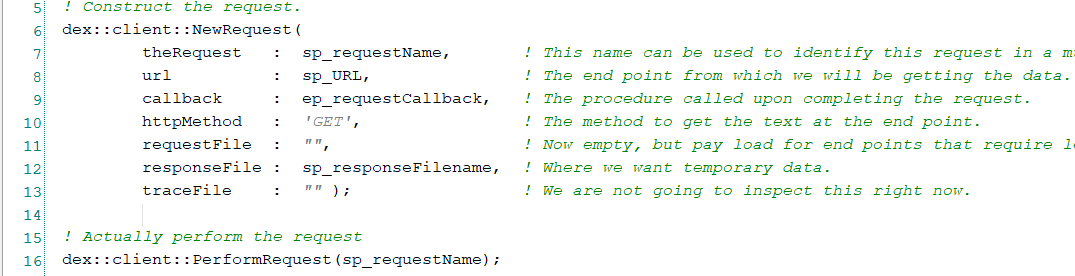 5 ! Construct the request.
6 dex::client::NewRequest(
7 theRequest : sp_requestName, ! This name can be used to identify this request in a
8 url : sp_URL, ! The end point from which we will be getting the data.
9 callback : ep_requestCallback, ! The procedure called upon completing the request.
10 httpMethod : 'GET', ! The method to get the text at the end point.
11 requestFile : "", ! Now empty, but pay load for end points that require
12 responseFile : sp_responseFilename, ! Where we want temporary data.
13 traceFile : "" ); ! We are not going to inspect this right now.
14
15 ! Actually perform the request
16 dex::client::PerformRequest(sp_requestName);